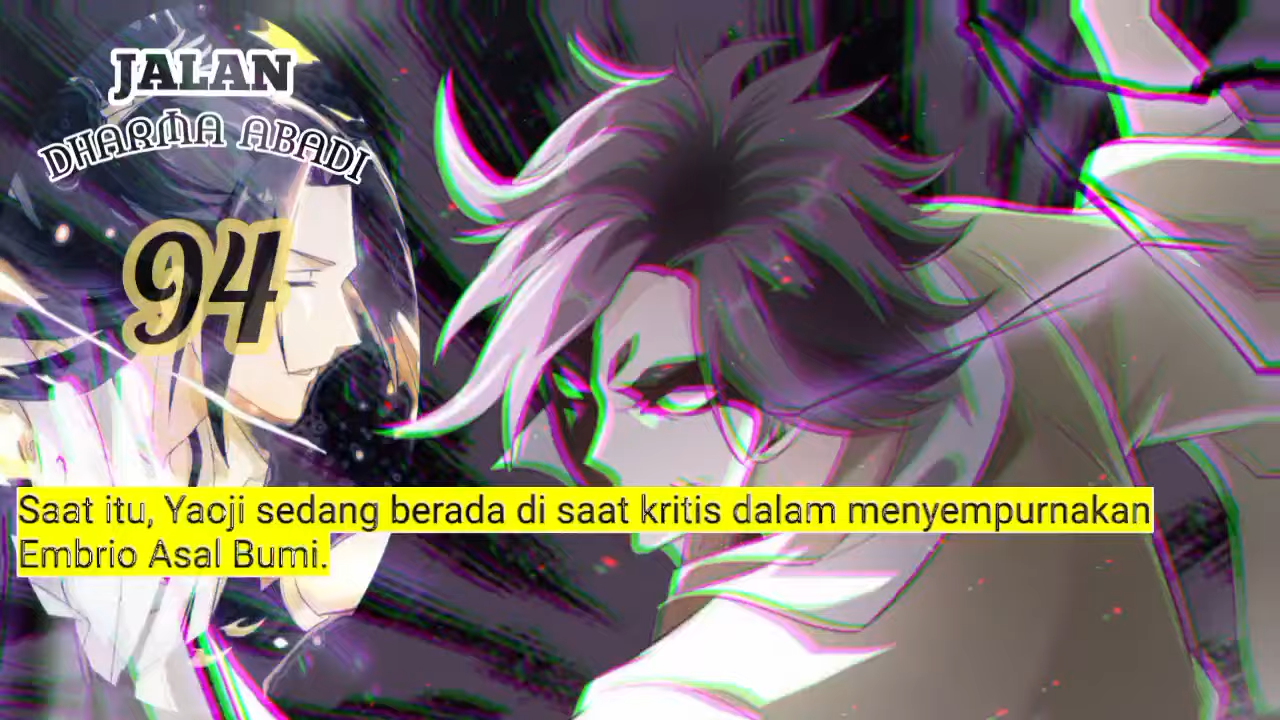 JALAN
DHARMA ABADI
94
Saat itu, Yaoji sedang berada di saat kritis dalam menyempurnakan
Embrio Asal Bumi.